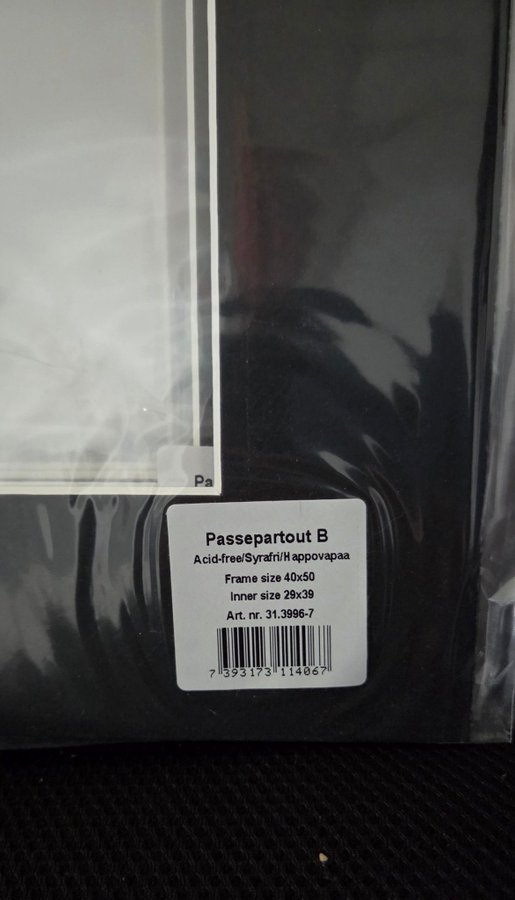 Pa
Passepartout B
Acid-free/Syrafri/Happovapaa
Frame size 40x50
Inner size 29x39
Art. nr. 31.3996-7
7 393173 114067